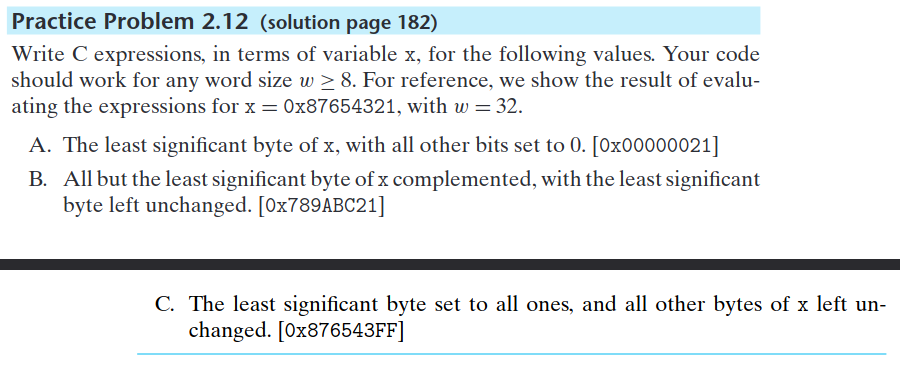 Practice Problem 2.12 (solution page 182)
Write C expressions, in terms of variable x, for the following values. Your code
should work for any word size w ≥ 8. For reference, we show the result of evalu-
ating the expressions for x = 0x87654321, with w = 32.
A. The least significant byte of x, with all other bits set to 0. [0x00000021]
B. All but the least significant byte of x complemented, with the least significant
byte left unchanged. [0x789ABC21]
C. The least significant byte set to all ones, and all other bytes of x left un-
changed. [0x876543FF]